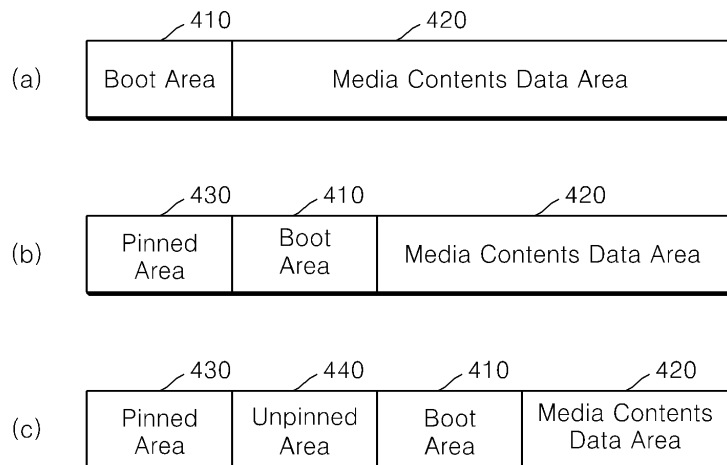 410 420
(a) Boot Area Media Contents Data Area
430 410 420
(b) Pinned Area Boot Area Media Contents Data Area
430 440 410 420
(c) Pinned Area Unpinned Area Boot Area Media Contents Data Area